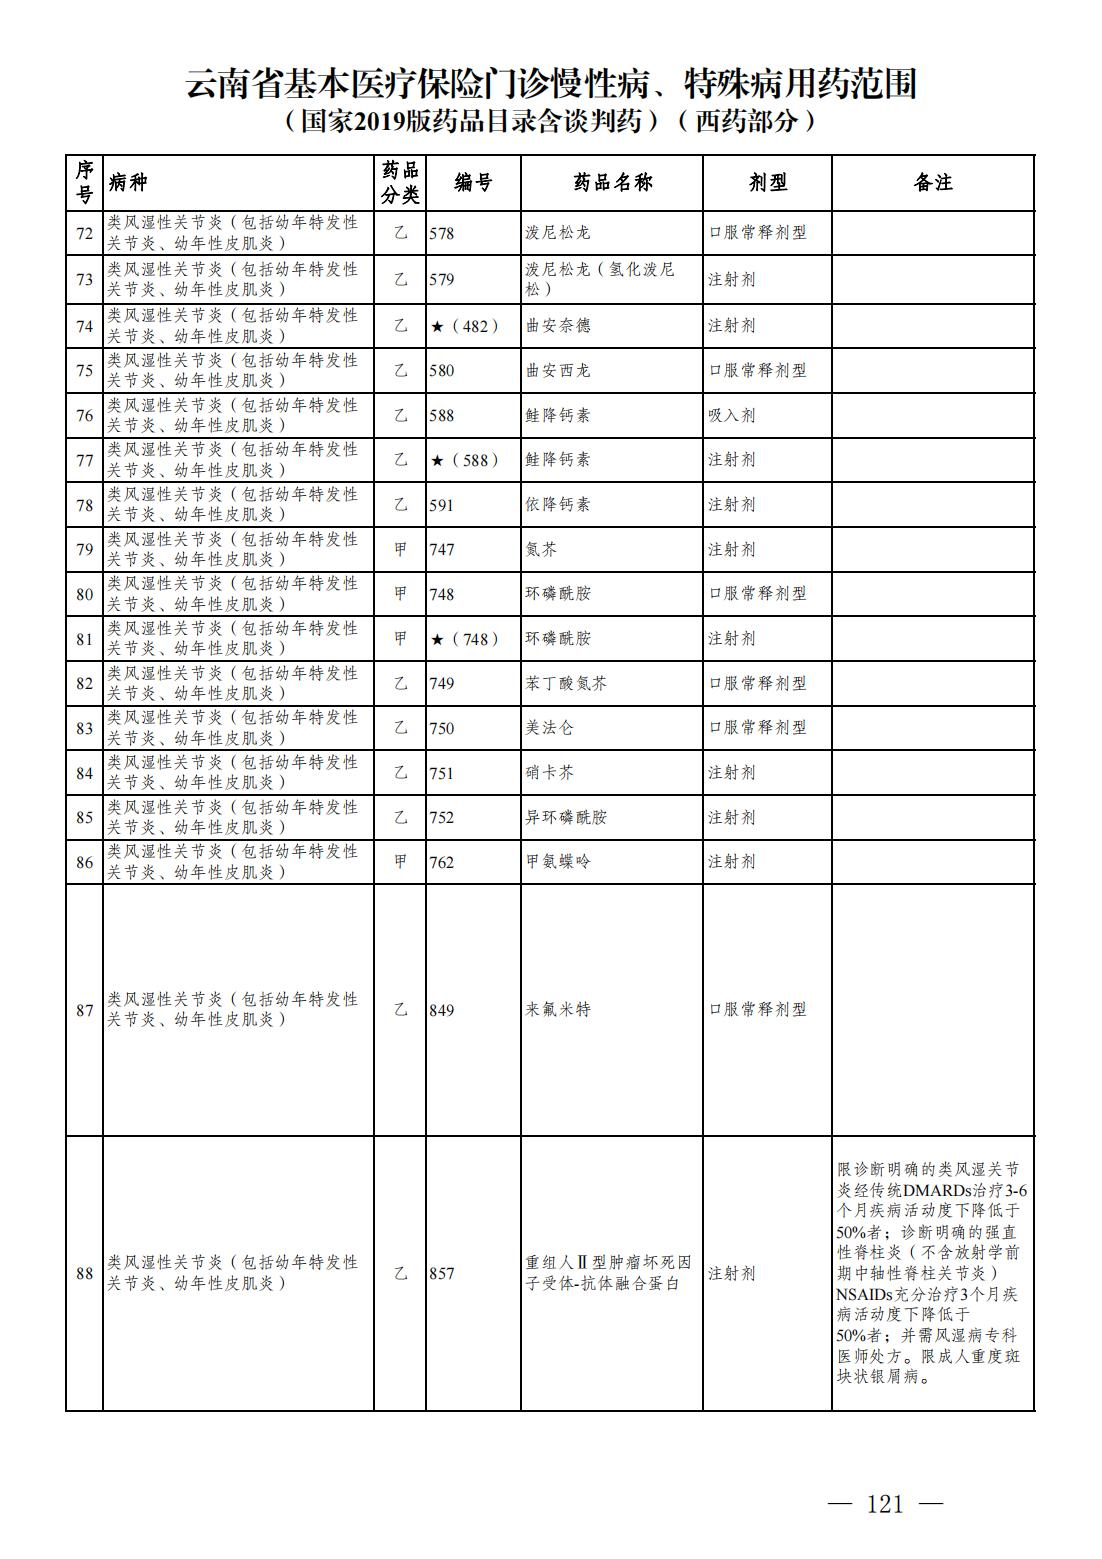 云南省基本医疗保险门诊慢性病、特殊病用药范围
（国家2019版药品目录含谈判药）（西药部分）
序号 病种 药品分类 编号 药品名称 剂型 备注
72 类风湿性关节炎（包括幼年特发性关节炎、幼年性皮肌炎） 乙 578 泼尼松龙 口服常释剂型
73 类风湿性关节炎（包括幼年特发性关节炎、幼年性皮肌炎） 乙 579 泼尼松龙（氢化泼尼松） 注射剂
74 类风湿性关节炎（包括幼年特发性关节炎、幼年性皮肌炎） 乙 ★（482） 曲安奈德 注射剂
75 类风湿性关节炎（包括幼年特发性关节炎、幼年性皮肌炎） 乙 580 曲安西龙 口服常释剂型
76 类风湿性关节炎（包括幼年特发性关节炎、幼年性皮肌炎） 乙 588 鲑降钙素 吸入剂
77 类风湿性关节炎（包括幼年特发性关节炎、幼年性皮肌炎） 乙 ★（588） 鲑降钙素 注射剂
78 类风湿性关节炎（包括幼年特发性关节炎、幼年性皮肌炎） 乙 591 依降钙素 注射剂
79 类风湿性关节炎（包括幼年特发性关节炎、幼年性皮肌炎） 甲 747 氮芥 注射剂
80 类风湿性关节炎（包括幼年特发性关节炎、幼年性皮肌炎） 甲 748 环磷酰胺 口服常释剂型
81 类风湿性关节炎（包括幼年特发性关节炎、幼年性皮肌炎） 甲 ★（748） 环磷酰胺 注射剂
82 类风湿性关节炎（包括幼年特发性关节炎、幼年性皮肌炎） 乙 749 苯丁酸氮芥 口服常释剂型
83 类风湿性关节炎（包括幼年特发性关节炎、幼年性皮肌炎） 乙 750 美法仑 口服常释剂型
84 类风湿性关节炎（包括幼年特发性关节炎、幼年性皮肌炎） 乙 751 硝卡芥 注射剂
85 类风湿性关节炎（包括幼年特发性关节炎、幼年性皮肌炎） 乙 752 异环磷酰胺 注射剂
86 类风湿性关节炎（包括幼年特发性关节炎、幼年性皮肌炎） 甲 762 甲氨蝶呤 注射剂
87 类风湿性关节炎（包括幼年特发性关节炎、幼年性皮肌炎） 乙 849 来氟米特 口服常释剂型
88 类风湿性关节炎（包括幼年特发性关节炎、幼年性皮肌炎） 乙 857 重组人Ⅱ型肿瘤坏死因子受体-抗体融合蛋白 注射剂
限诊断明确的类风湿关节
炎经传统DMARDs治疗3-6
个月疾病活动度下降低于
50%者；诊断明确的强直
性脊柱炎（不含放射学前
期中轴性脊柱关节炎）
NSAIDs充分治疗3个月疾
病活动度下降低于
50%者；并需风湿病专科
医师处方。限成人重度斑
块状银屑病。
— 121 —